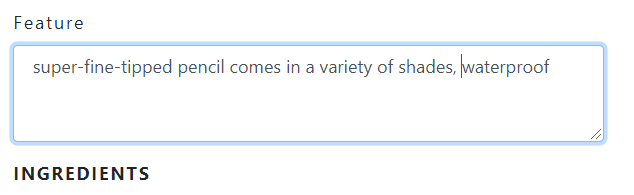 Feature
super-fine-tipped pencil comes in a variety of shades, waterproof
INGREDIENTS